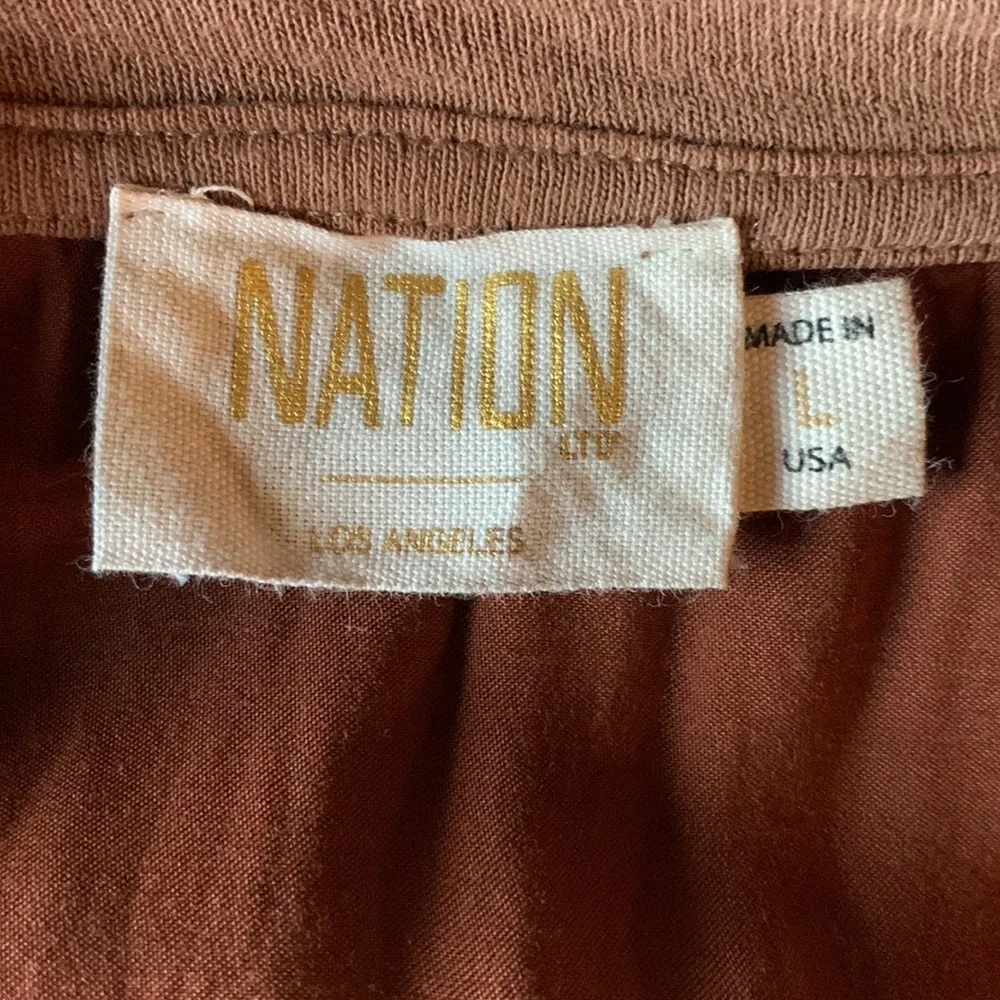 NATION
LTD
LOS ANGELES
MADE IN
L
USA